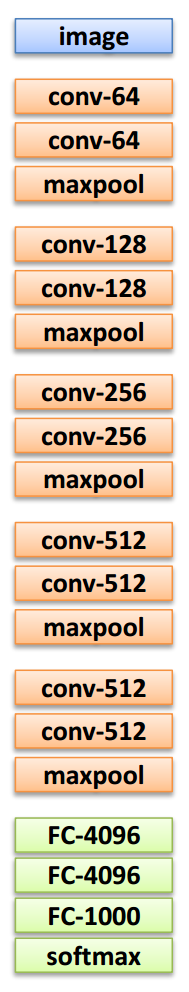 image
conv-64
conv-64
maxpool
conv-128
conv-128
maxpool
conv-256
conv-256
maxpool
conv-512
conv-512
maxpool
conv-512
conv-512
maxpool
FC-4096
FC-4096
FC-1000
softmax